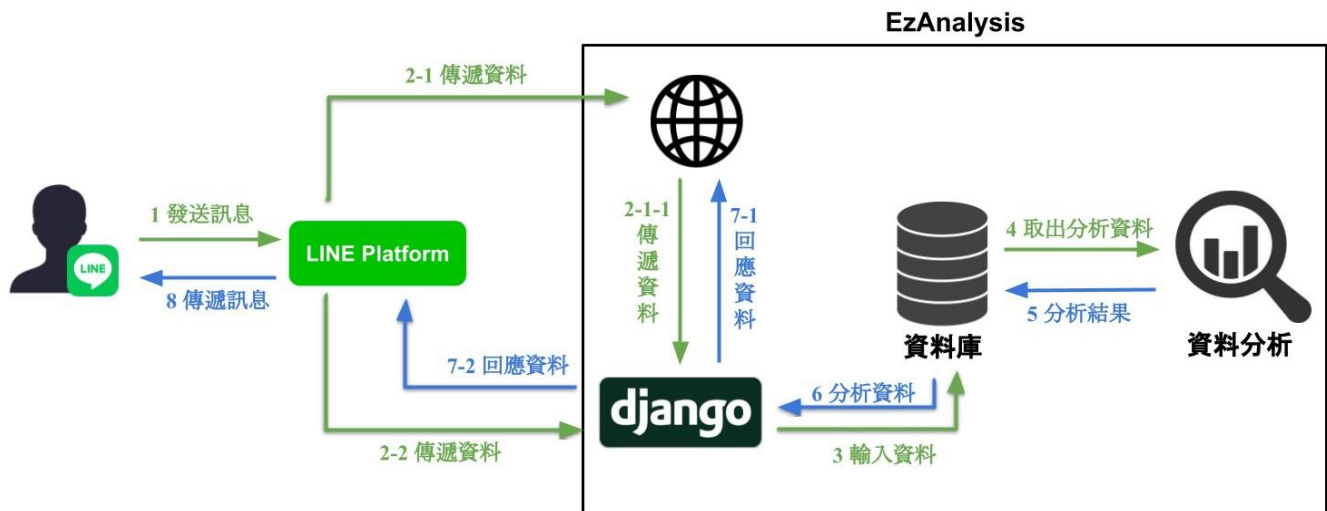 EzAnalysis
2-1 傳遞資料
1 發送訊息
LINE
LINE Platform
8 傳遞訊息
2-1-1
傳
遞
資
料
7-1
回
應
資
料
4 取出分析資料
5 分析結果
資料庫
資料分析
7-2 回應資料
django
6 分析資料
2-2 傳遞資料
3 輸入資料